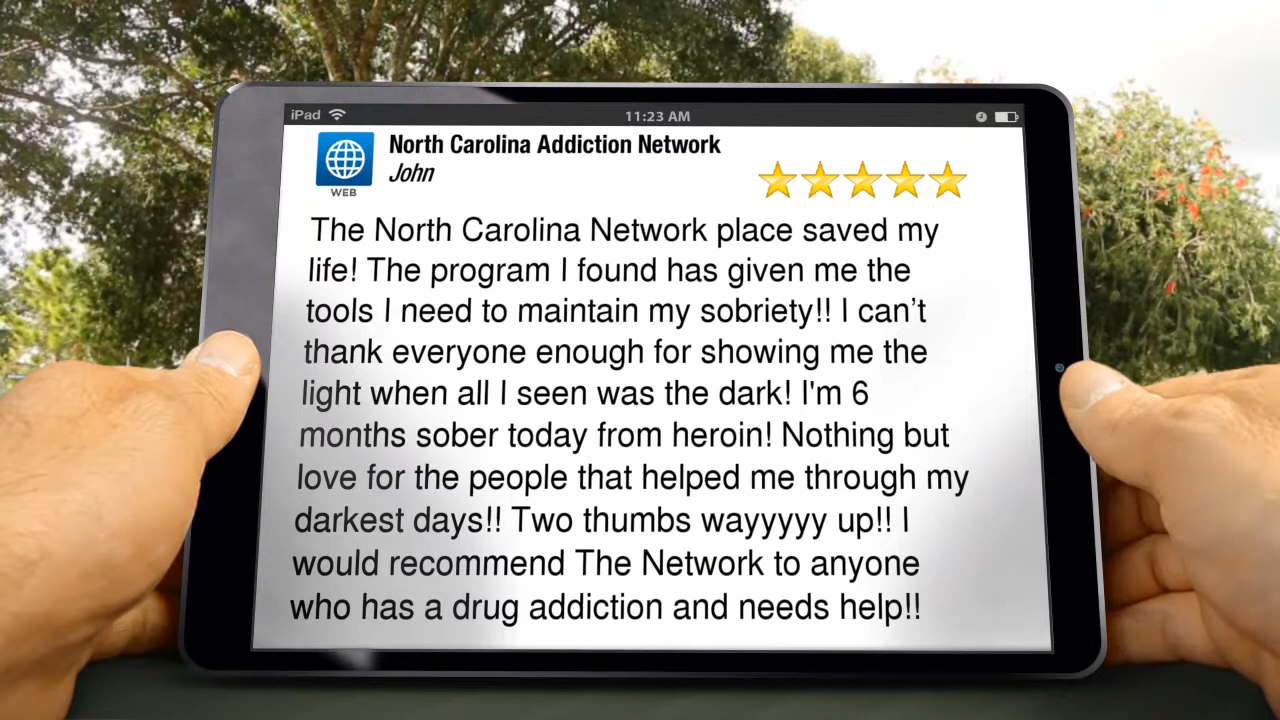 iPad 11:23 AM
North Carolina Addiction Network
John
WEB
The North Carolina Network place saved my
life! The program I found has given me the
tools I need to maintain my sobriety!! I can’t
thank everyone enough for showing me the
light when all I seen was the dark! I'm 6
months sober today from heroin! Nothing but
love for the people that helped me through my
darkest days!! Two thumbs wayyyyy up!! I
would recommend The Network to anyone
who has a drug addiction and needs help!!